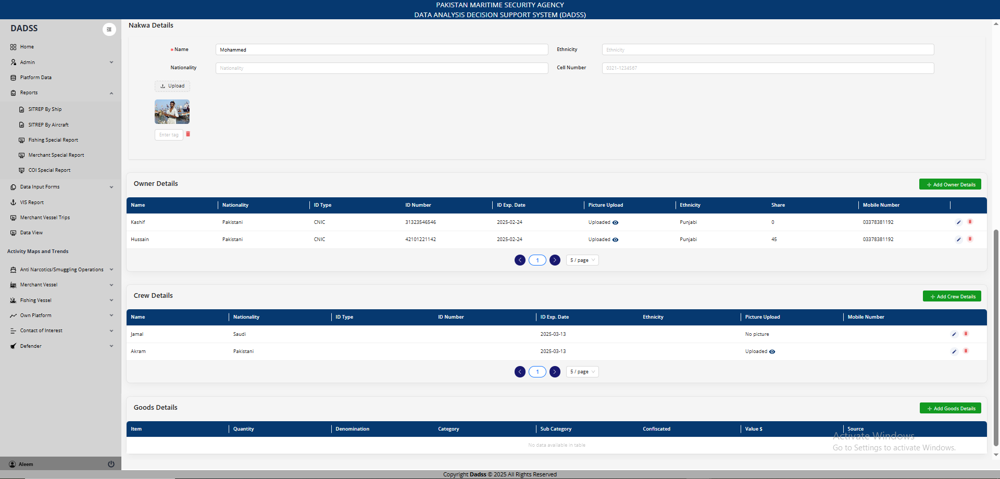 PAKISTAN MARITIME SECURITY AGENCY
DATA ANALYSIS DECISION SUPPORT SYSTEM (DADSS)
DADSS
Home
Admin
Platform Data
Reports
SITREP By Ship
SITREP By Aircraft
Fishing Special Report
Merchant Special Report
COI Special Report
Data Input Forms
VIS Report
Merchant Vessel Trips
Data View
Activity Maps and Trends
Anti Narcotics/Smuggling Operations
Merchant Vessel
Fishing Vessel
Own Platform
Contact of Interest
Defender
Aleem
Nakwa Details
* Name Mohammed Ethnicity Ethnicity
Nationality Nationality Cell Number 0321-1234567
Upload
Enter tag
Owner Details
+ Add Owner Details
Name Nationality ID Type ID Number ID Exp. Date Picture Upload Ethnicity Share Mobile Number
Kashif Pakistani CNIC 31323546546 2025-02-24 Uploaded Punjabi 0 03378381192
Hussain Pakistani CNIC 42101221142 2025-02-24 Uploaded Punjabi 45 03378381192
1 5 / page
Crew Details
+ Add Crew Details
Name Nationality ID Type ID Number ID Exp. Date Ethnicity Picture Upload Mobile Number
Jamal Saudi 2025-03-13 No picture
Akram Pakistani 2025-03-13 Uploaded
1 5 / page
Goods Details
+ Add Goods Details
Item Quantity Denomination Category Sub Category Confiscated Value $ Source
No data available in table
Activate Windows
Go to Settings to activate Windows.
Copyright Dadss © 2025 All Rights Reserved